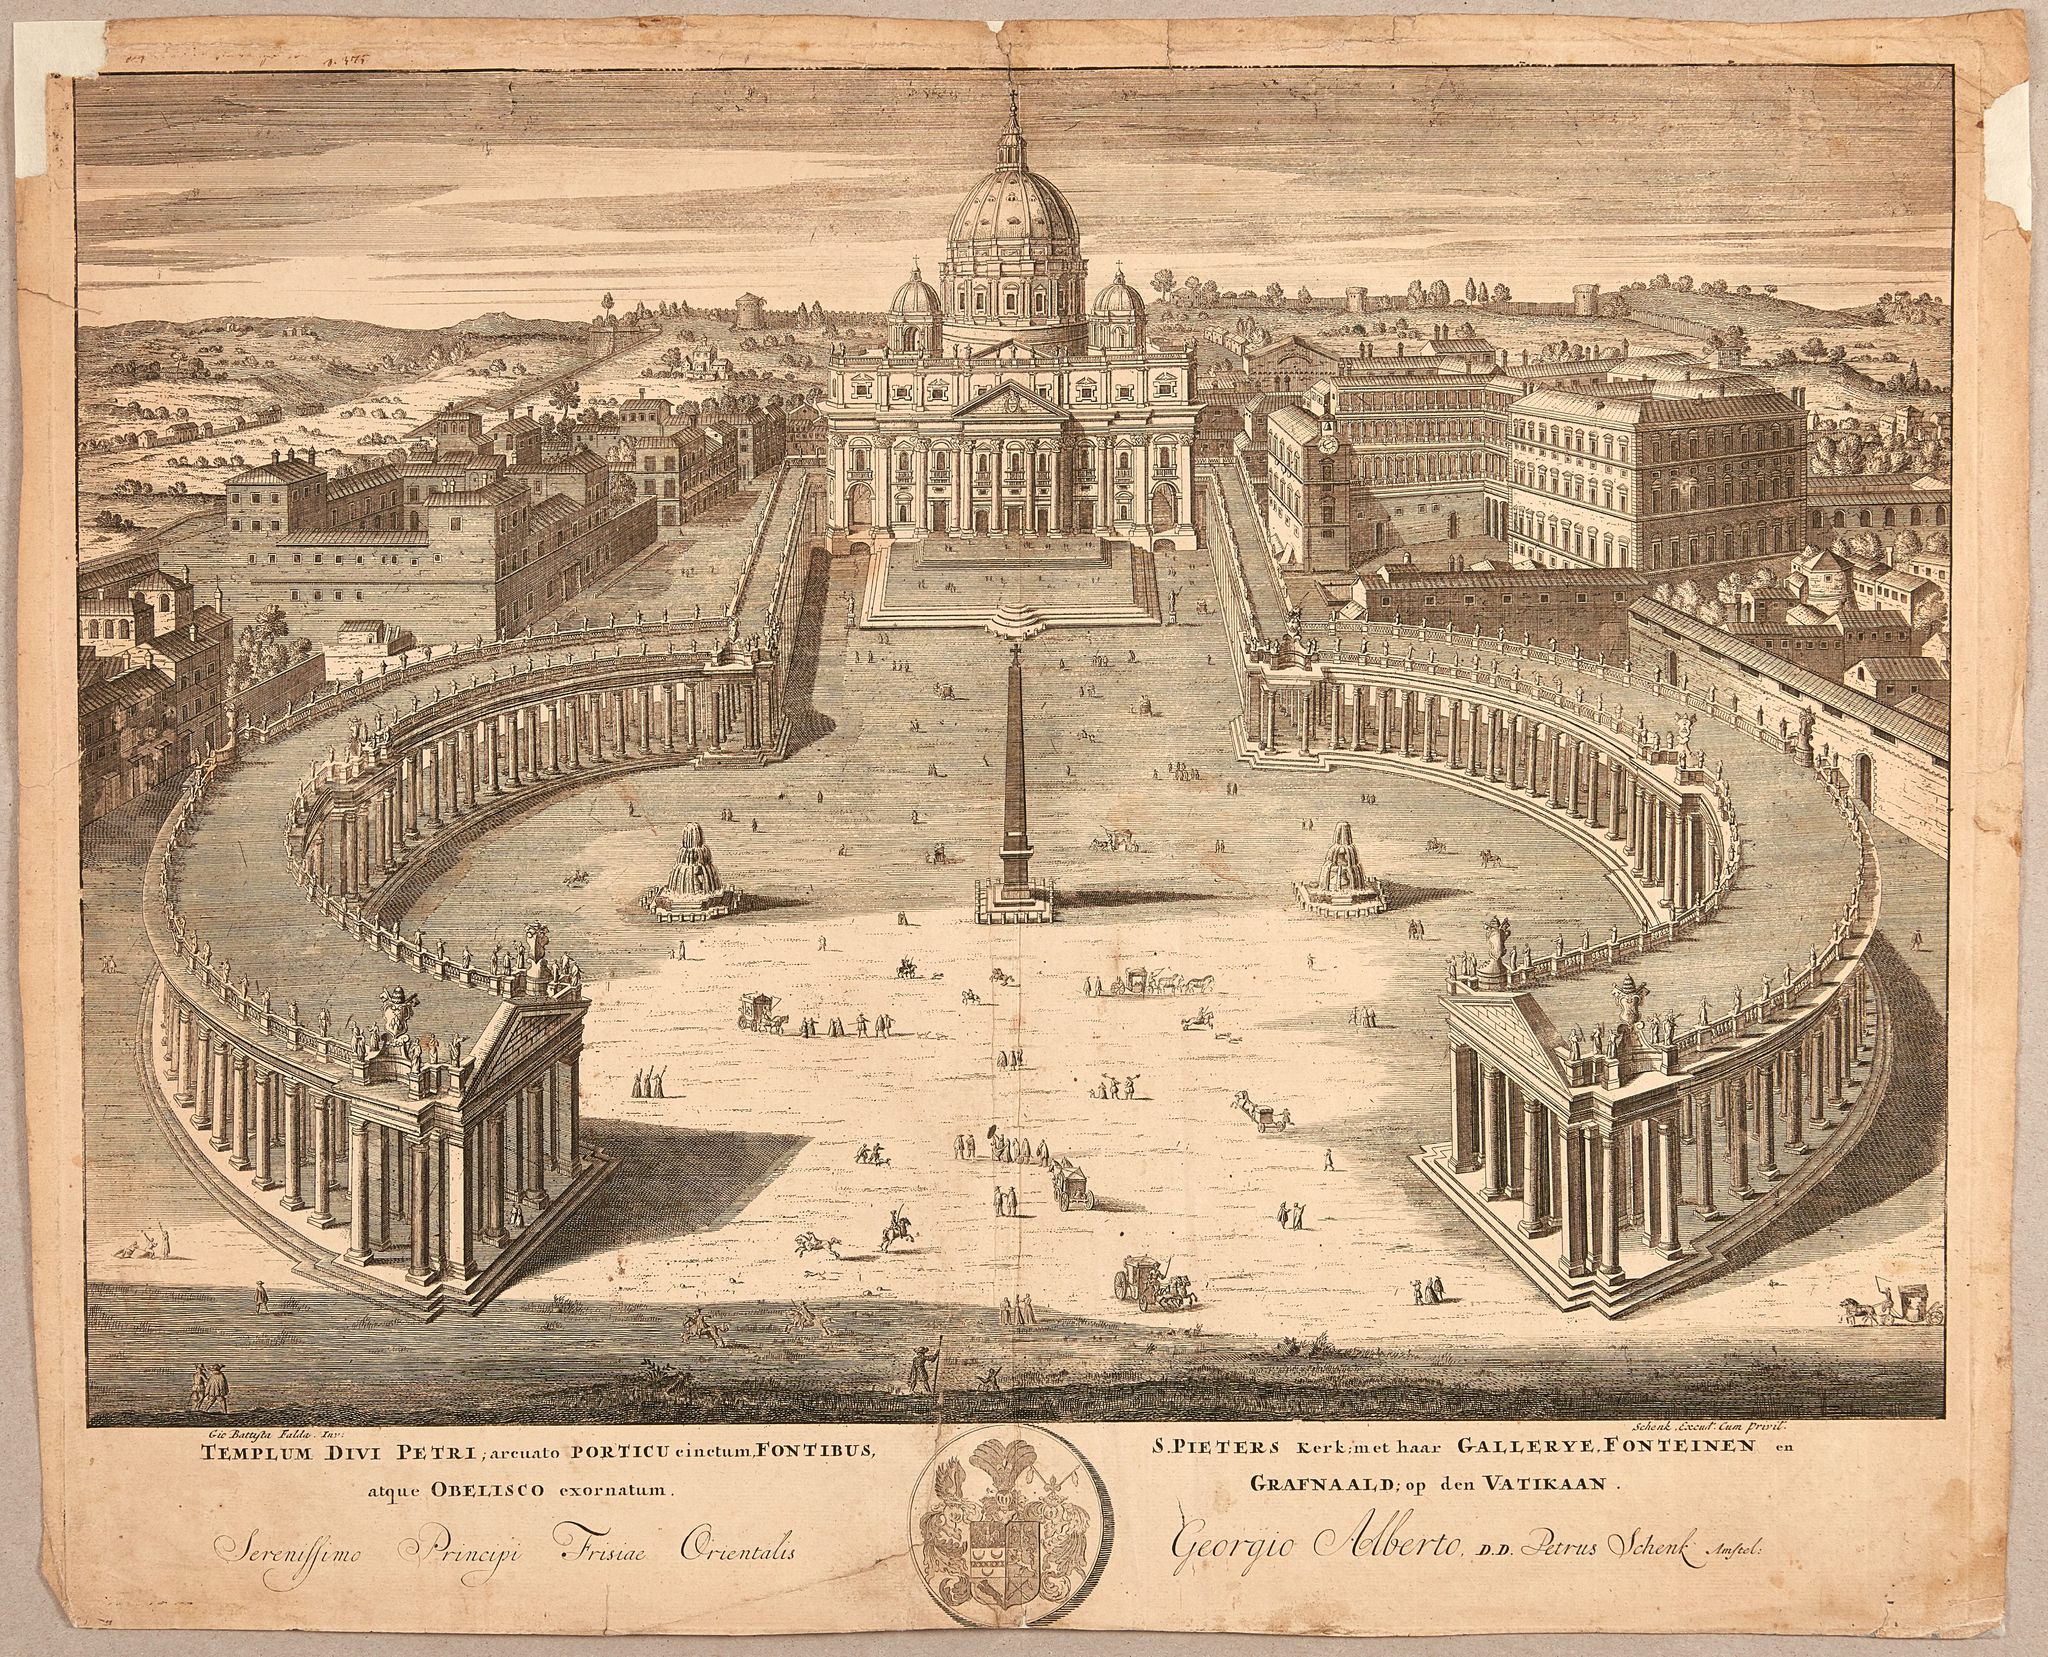 Gio Battista Falda. Inv:
Schenk. Excud: Cum Privil:
TEMPLUM DIVI PETRI; arcuato PORTICU cinctum, FONTIBUS,
atque OBELISCO exornatum.
S. PIETERS Kerk; met haar GALLERYE, FONTEINEN en
GRAFNAALD; op den VATIKAAN.
Serenissimo Principi Frisiae Orientalis
Georgio Alberto, D.D. Petrus Schenk Amstel: